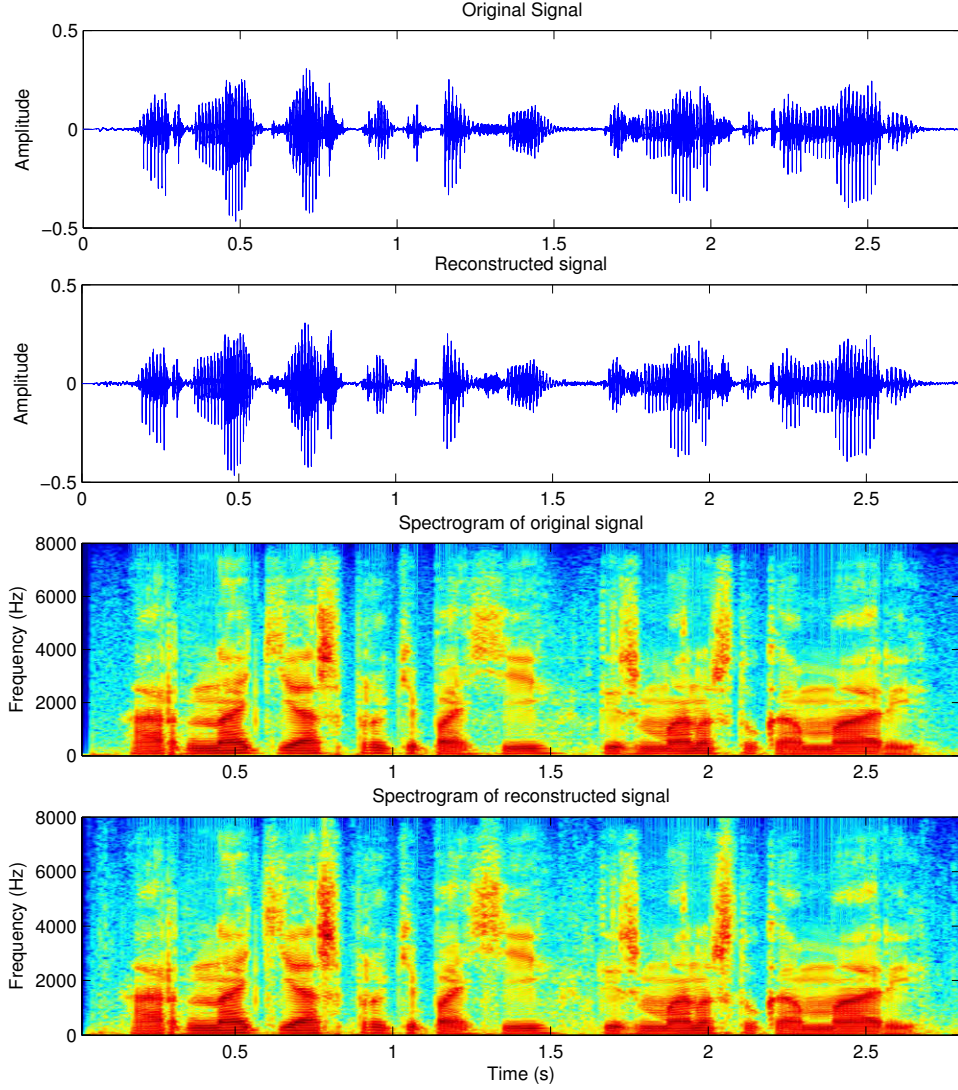 Original Signal
0.5
0
−0.5
Amplitude
0 0.5 1 1.5 2 2.5
Reconstructed signal
0.5
0
−0.5
Amplitude
0 0.5 1 1.5 2 2.5
Spectrogram of original signal
8000
6000
4000
2000
0
Frequency (Hz)
0.5 1 1.5 2 2.5
Spectrogram of reconstructed signal
8000
6000
4000
2000
0
Frequency (Hz)
0.5 1 1.5 2 2.5
Time (s)